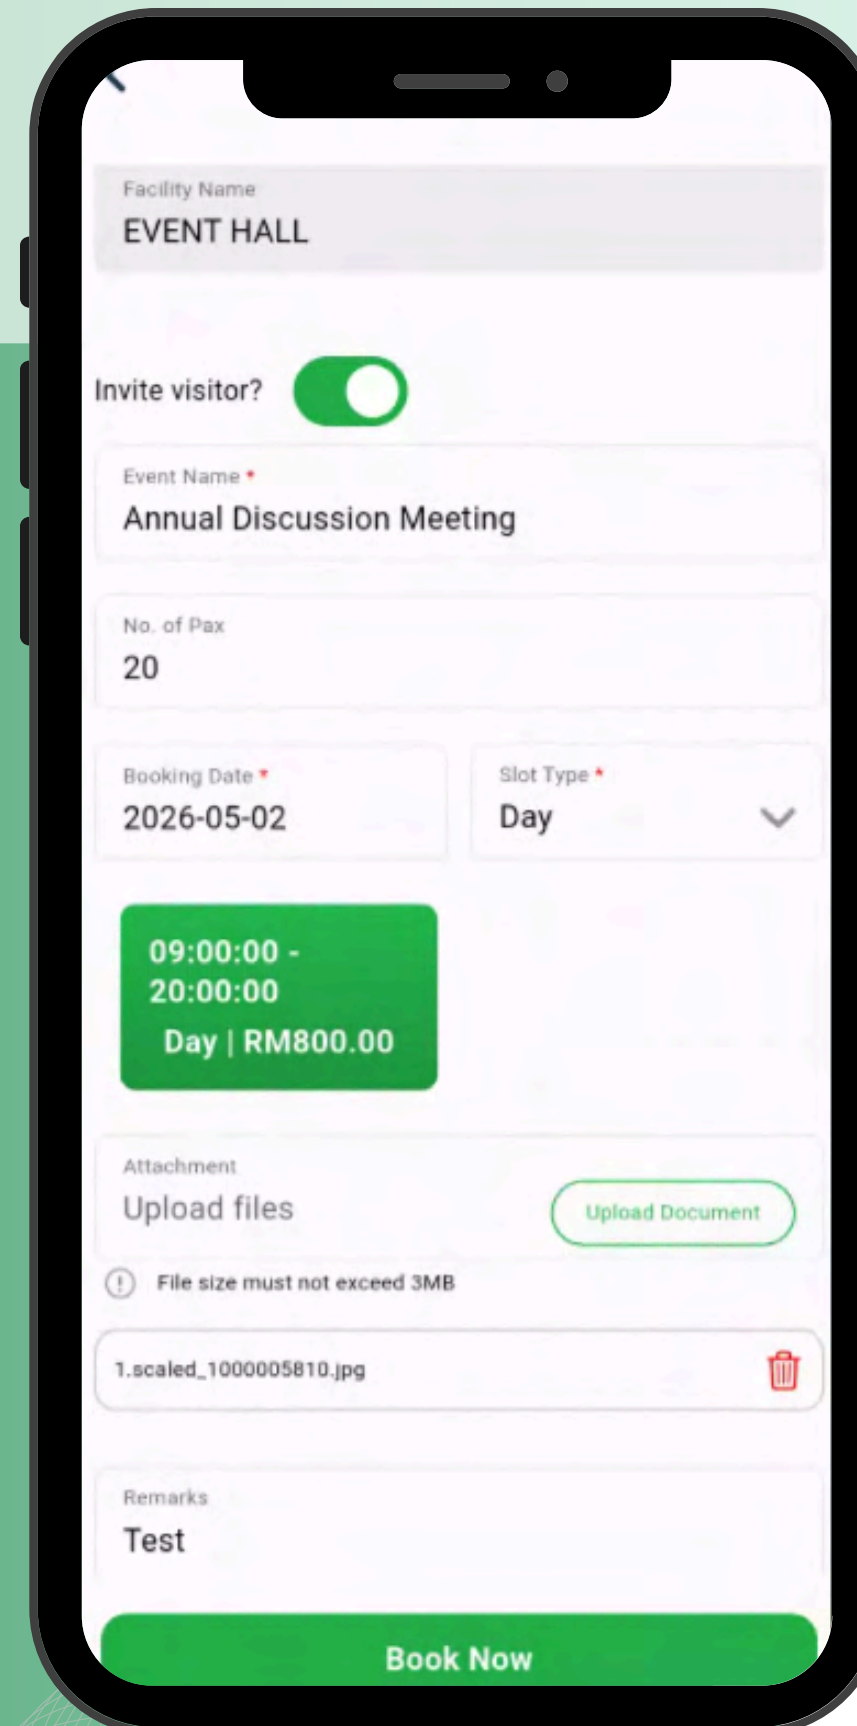 Facility Name
EVENT HALL
Invite visitor?
Event Name *
Annual Discussion Meeting
No. of Pax
20
Booking Date *
2026-05-02
Slot Type *
Day
09:00:00 -
20:00:00
Day | RM800.00
Attachment
Upload files
Upload Document
File size must not exceed 3MB
1.scaled_1000005810.jpg
Remarks
Test
Book Now